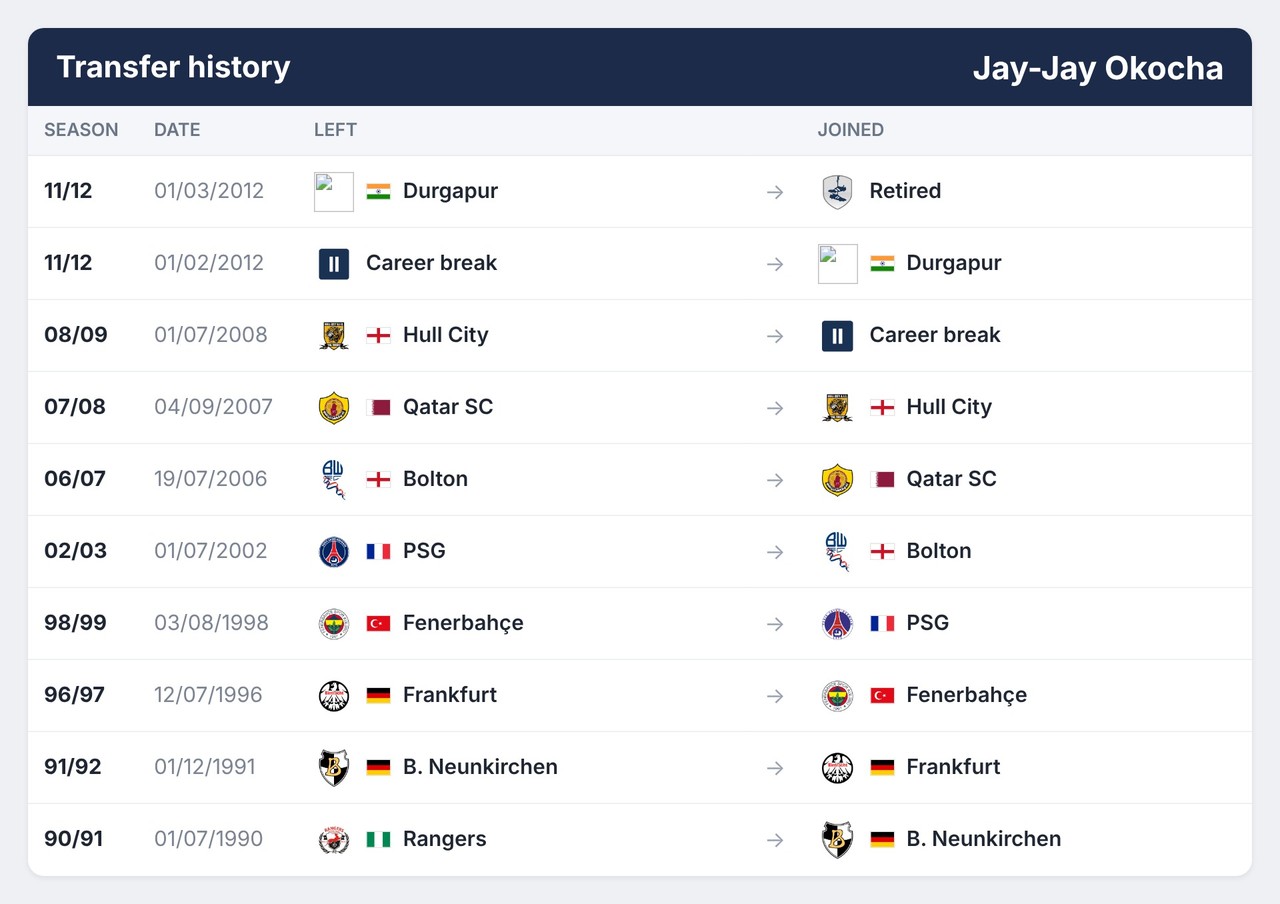 Transfer history Jay-Jay Okocha
SEASON DATE LEFT JOINED
11/12 01/03/2012 Durgapur → Retired
11/12 01/02/2012 Career break → Durgapur
08/09 01/07/2008 Hull City → Career break
07/08 04/09/2007 Qatar SC → Hull City
06/07 19/07/2006 Bolton → Qatar SC
02/03 01/07/2002 PSG → Bolton
98/99 03/08/1998 Fenerbahçe → PSG
96/97 12/07/1996 Frankfurt → Fenerbahçe
91/92 01/12/1991 B. Neunkirchen → Frankfurt
90/91 01/07/1990 Rangers → B. Neunkirchen